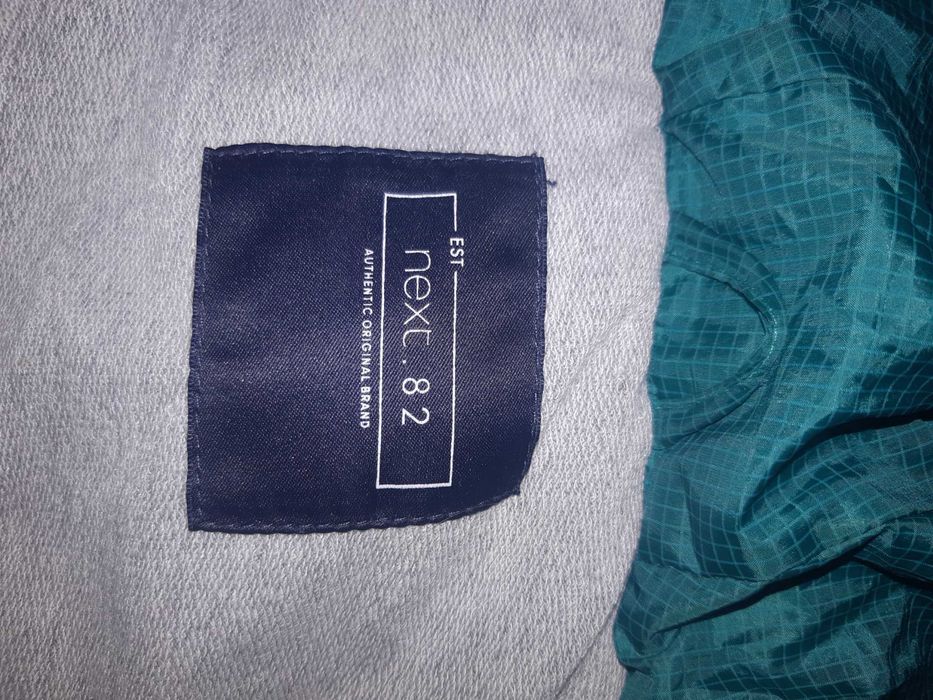 EST
next.82
AUTHENTIC ORIGINAL BRAND